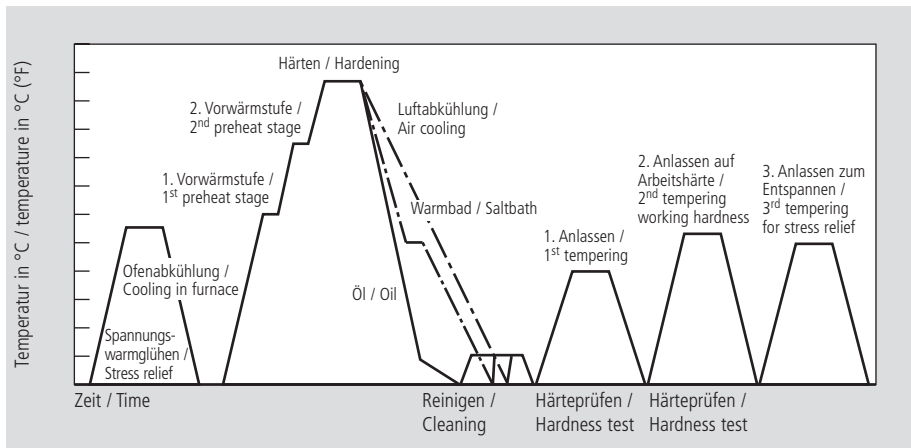 Temperatur in °C / temperature in °C (°F)
Härten / Hardening
2. Vorwärmstufe /
2nd preheat stage
Luftabkühlung /
Air cooling
1. Vorwärmstufe /
1st preheat stage
Warmbad / Saltbath
2. Anlassen auf
Arbeitshärte /
2nd tempering
working hardness
3. Anlassen zum
Entspannen /
3rd tempering
for stress relief
1. Anlassen /
1st tempering
Ofenabkühlung /
Cooling in furnace
Öl / Oil
Spannungs-
warmglühen /
Stress relief
Zeit / Time
Reinigen /
Cleaning
Härteprüfen /
Hardness test
Härteprüfen /
Hardness test